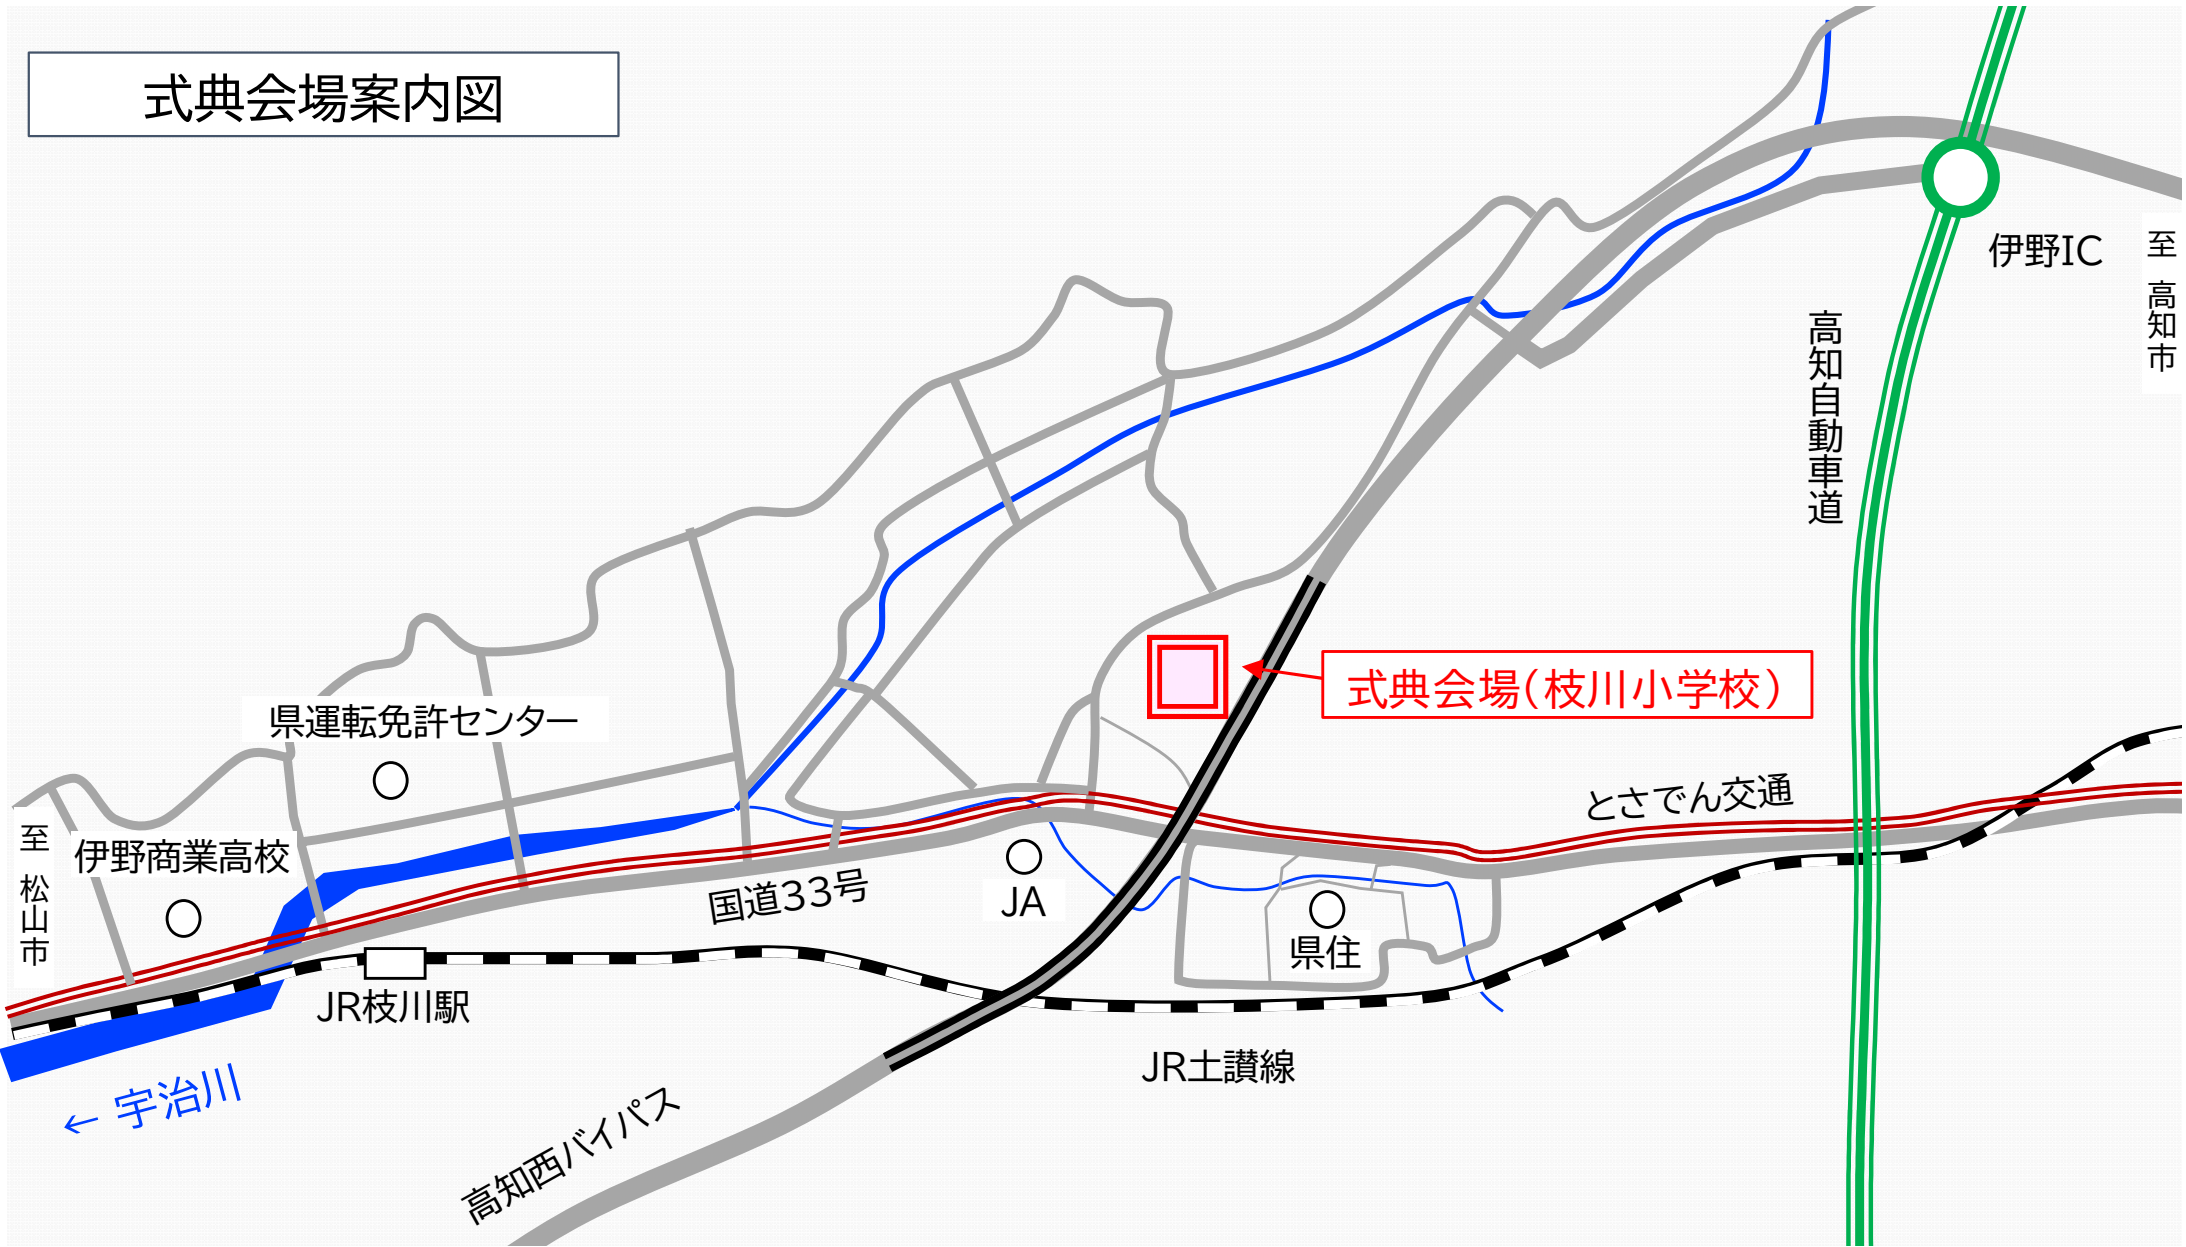 式典会場案内図
伊野IC
至 高知市
高知自動車道
式典会場(枝川小学校)
県運転免許センター
とさでん交通
至 松山市
伊野商業高校
国道33号
JA
県住
JR枝川駅
JR土讃線
← 宇治川
高知西バイパス